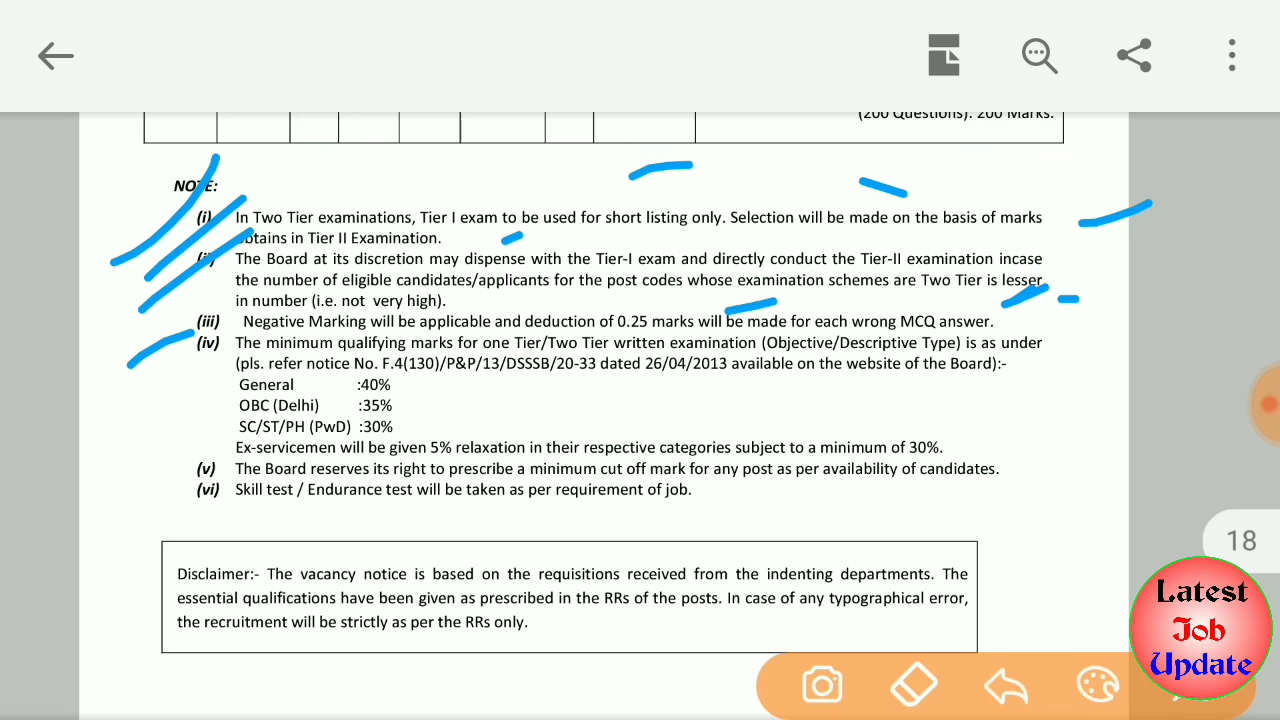 (200 Questions). 200 Marks.
NOTE:
(i) In Two Tier examinations, Tier I exam to be used for short listing only. Selection will be made on the basis of marks
obtains in Tier II Examination.
(ii) The Board at its discretion may dispense with the Tier-I exam and directly conduct the Tier-II examination incase
the number of eligible candidates/applicants for the post codes whose examination schemes are Two Tier is lesser
in number (i.e. not very high).
(iii) Negative Marking will be applicable and deduction of 0.25 marks will be made for each wrong MCQ answer.
(iv) The minimum qualifying marks for one Tier/Two Tier written examination (Objective/Descriptive Type) is as under
(pls. refer notice No. F.4(130)/P&P/13/DSSSB/20-33 dated 26/04/2013 available on the website of the Board):-
General :40%
OBC (Delhi) :35%
SC/ST/PH (PwD) :30%
Ex-servicemen will be given 5% relaxation in their respective categories subject to a minimum of 30%.
(v) The Board reserves its right to prescribe a minimum cut off mark for any post as per availability of candidates.
(vi) Skill test / Endurance test will be taken as per requirement of job.
18
Disclaimer:- The vacancy notice is based on the requisitions received from the indenting departments. The
essential qualifications have been given as prescribed in the RRs of the posts. In case of any typographical error,
the recruitment will be strictly as per the RRs only.
Latest
Job
Update